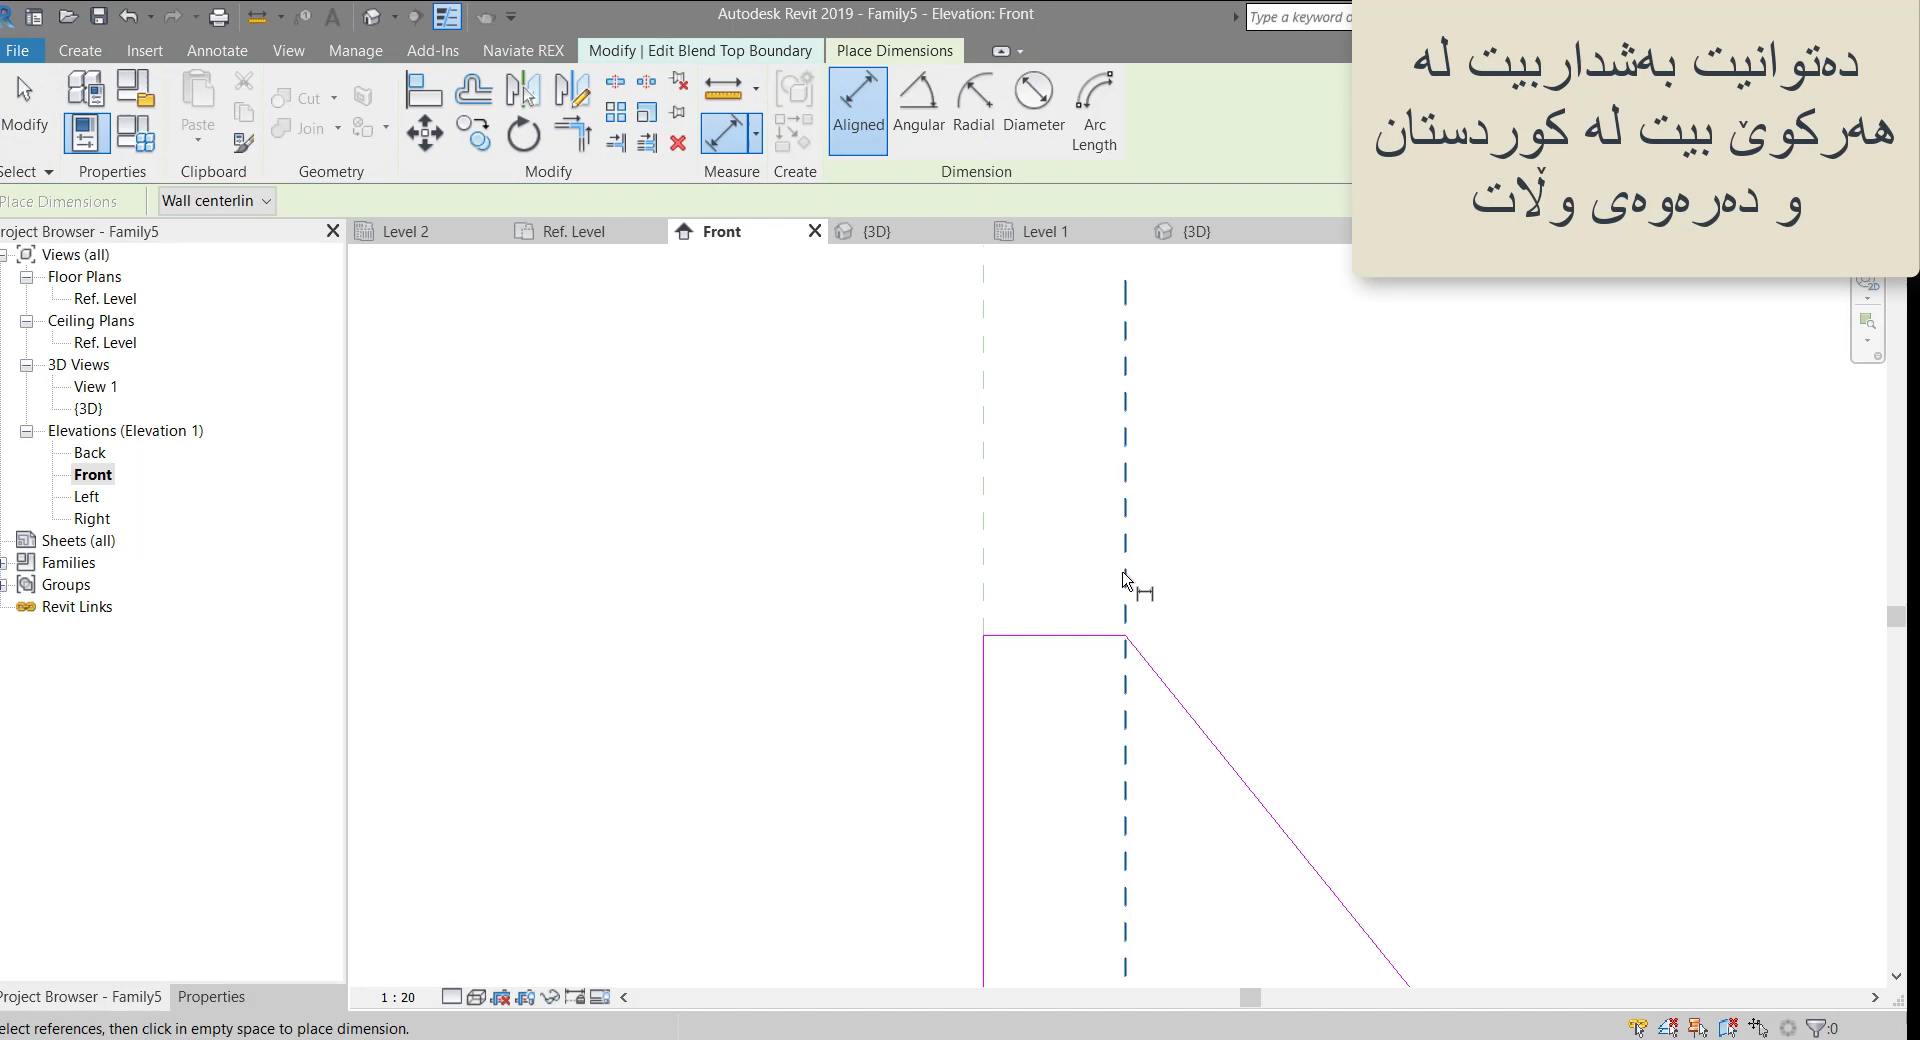 Autodesk Revit 2019 - Family5 - Elevation: Front
Type a keyword o
File Create Insert Annotate View Manage Add-Ins Naviate REX Modify | Edit Blend Top Boundary Place Dimensions
Modify
Paste
Cut
Join
Aligned Angular Radial Diameter Arc Length
elect Properties Clipboard Geometry Modify Measure Create Dimension
Place Dimensions Wall centerlin
roject Browser - Family5
Level 2 Ref. Level Front {3D} Level 1 {3D}
Views (all)
Floor Plans
Ref. Level
Ceiling Plans
Ref. Level
3D Views
View 1
{3D}
Elevations (Elevation 1)
Back
Front
Left
Right
Sheets (all)
Families
Groups
Revit Links
دەتوانیت بەشداربیت لە
هەرکوێ بیت لە کوردستان
و دەرەوەی وڵات
2D
Project Browser - Family5 Properties
1 : 20
elect references, then click in empty space to place dimension.
:0